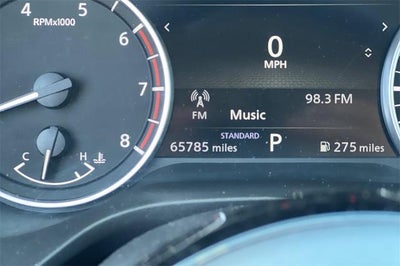 4 5
RPMx1000
6
7
8
C H
< >
0
MPH
98.3 FM
FM Music
STANDARD
65785 miles P 275 miles